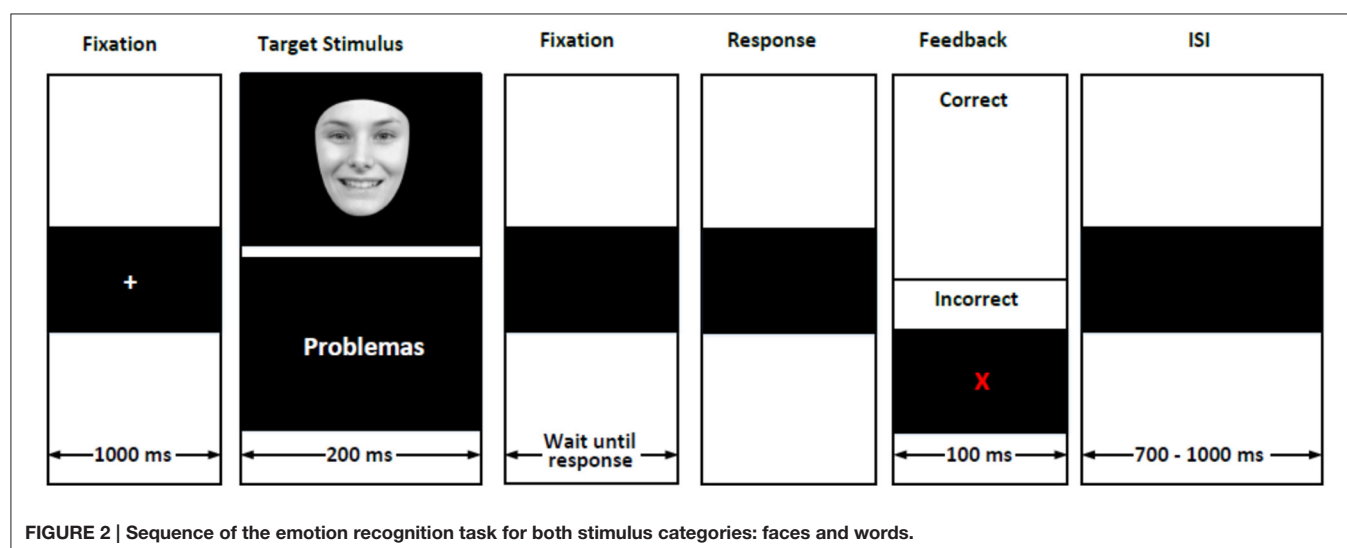 Fixation
Target Stimulus
Fixation
Response
Feedback
ISI
Correct
+
Incorrect
Problemas
X
1000 ms
200 ms
Wait until
response
100 ms
700 - 1000 ms
FIGURE 2 | Sequence of the emotion recognition task for both stimulus categories: faces and words.